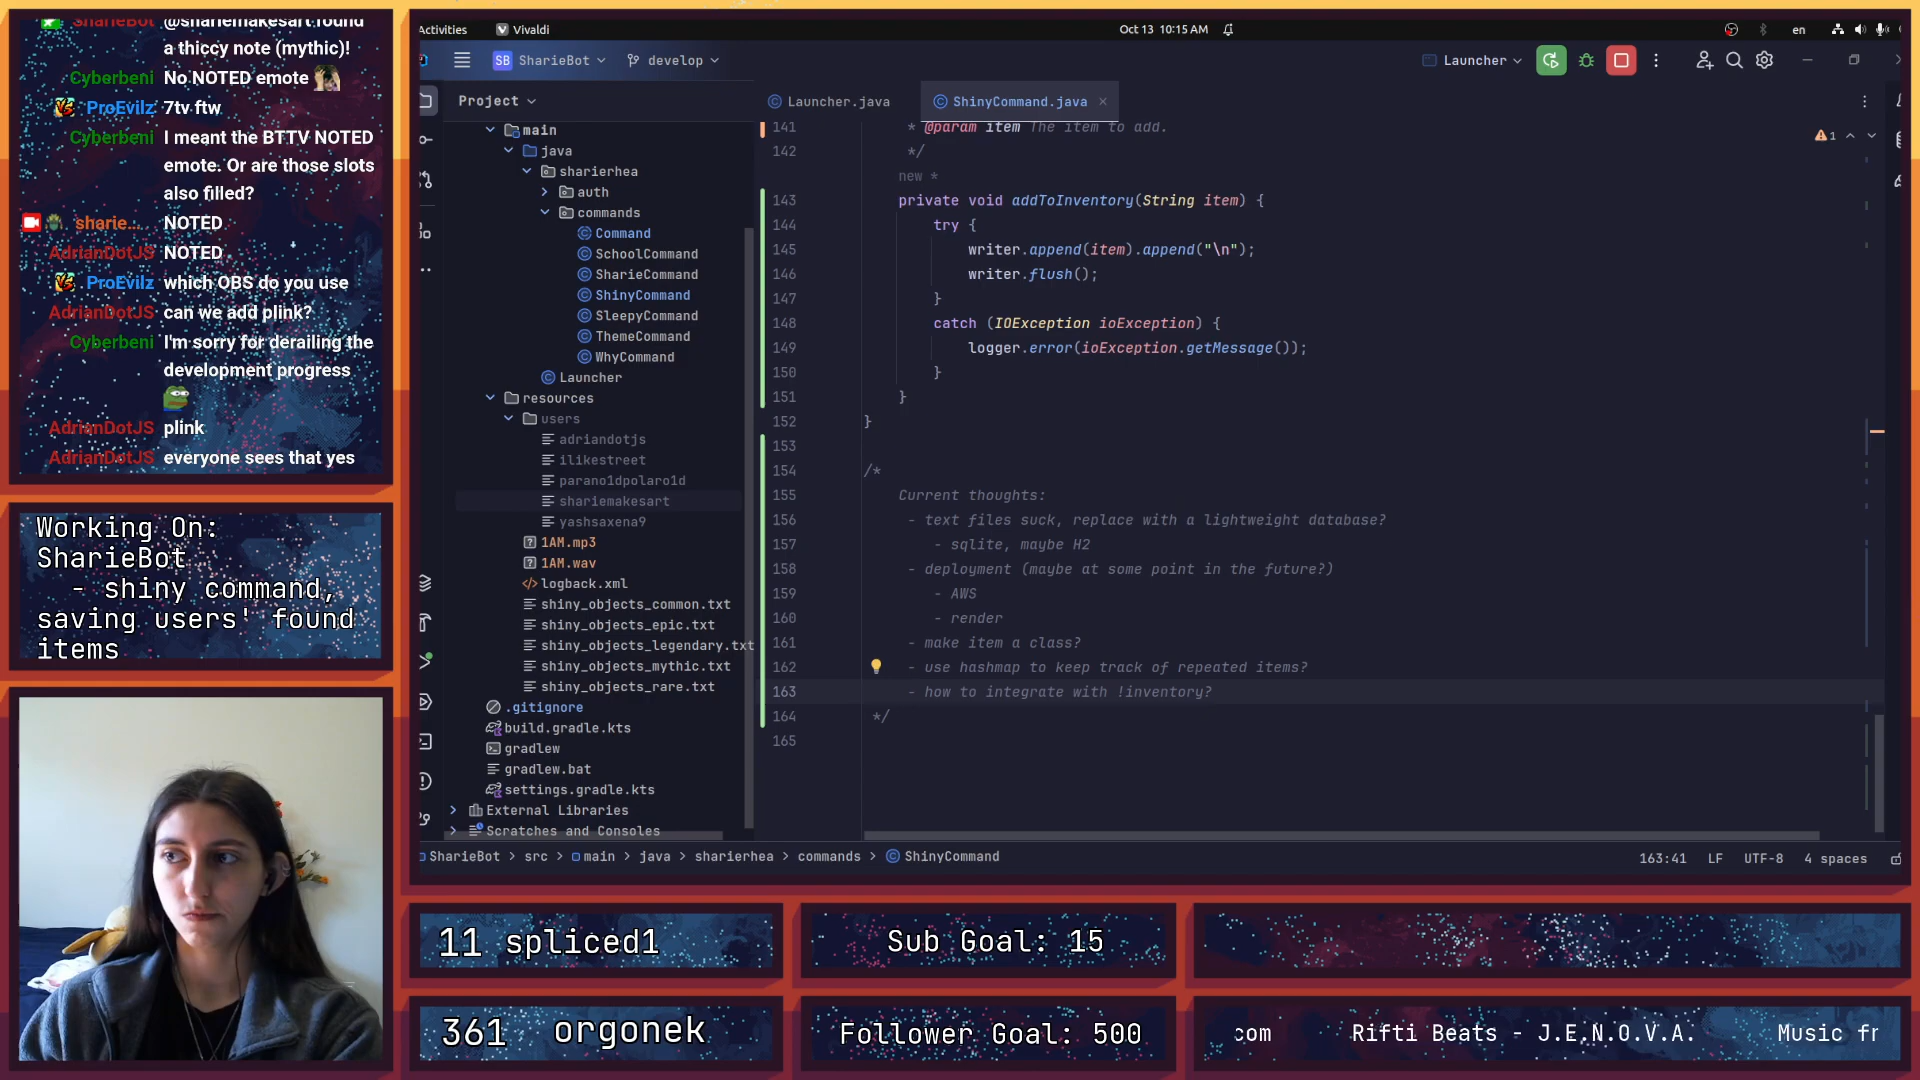 SharieBot @shariemakesart found
a thiccy note (mythic)!
Cyberbeni No NOTED emote
ProEvilz 7tv ftw
Cyberbeni I meant the BTTV NOTED
emote. Or are those slots
also filled?
sharie... NOTED
AdrianDotJS NOTED
ProEvilz which OBS do you use
AdrianDotJS can we add plink?
Cyberbeni I'm sorry for derailing the
development progress
AdrianDotJS plink
AdrianDotJS everyone sees that yes
Working On:
ShArieBot
- shiny command,
saving users' found
items
Activities
Vivaldi
Oct 13 10:15 AM
en
SB SharieBot
develop
Launcher
Project
main
java
sharierhea
auth
commands
Command
SchoolCommand
SharieCommand
ShinyCommand
SleepyCommand
ThemeCommand
WhyCommand
Launcher
resources
users
adriandotjs
ilikestreet
parano1dpolaro1d
shariemakesart
yashsaxena9
1AM.mp3
1AM.wav
logback.xml
shiny_objects_common.txt
shiny_objects_epic.txt
shiny_objects_legendary.txt
shiny_objects_mythic.txt
shiny_objects_rare.txt
.gitignore
build.gradle.kts
gradlew
gradlew.bat
settings.gradle.kts
External Libraries
Scratches and Consoles
Launcher.java
ShinyCommand.java
1
141 * @param item The item to add.
142 */
new *
143 private void addToInventory(String item) {
144 try {
145 writer.append(item).append("\n");
146 writer.flush();
147 }
148 catch (IOException ioException) {
149 logger.error(ioException.getMessage());
150 }
151 }
152 }
153
154 /*
155 Current thoughts:
156 - text files suck, replace with a lightweight database?
157 - sqlite, maybe H2
158 - deployment (maybe at some point in the future?)
159 - AWS
160 - render
161 - make item a class?
162 - use hashmap to keep track of repeated items?
163 - how to integrate with !inventory?
164 */
165
SharieBot > src > main > java > sharierhea > commands > ShinyCommand
163:41 LF UTF-8 4 spaces
11 spliced1
Sub Goal: 15
361 orgonek
Follower Goal: 500
com Rifti Beats - J.E.N.O.V.A. Music fr